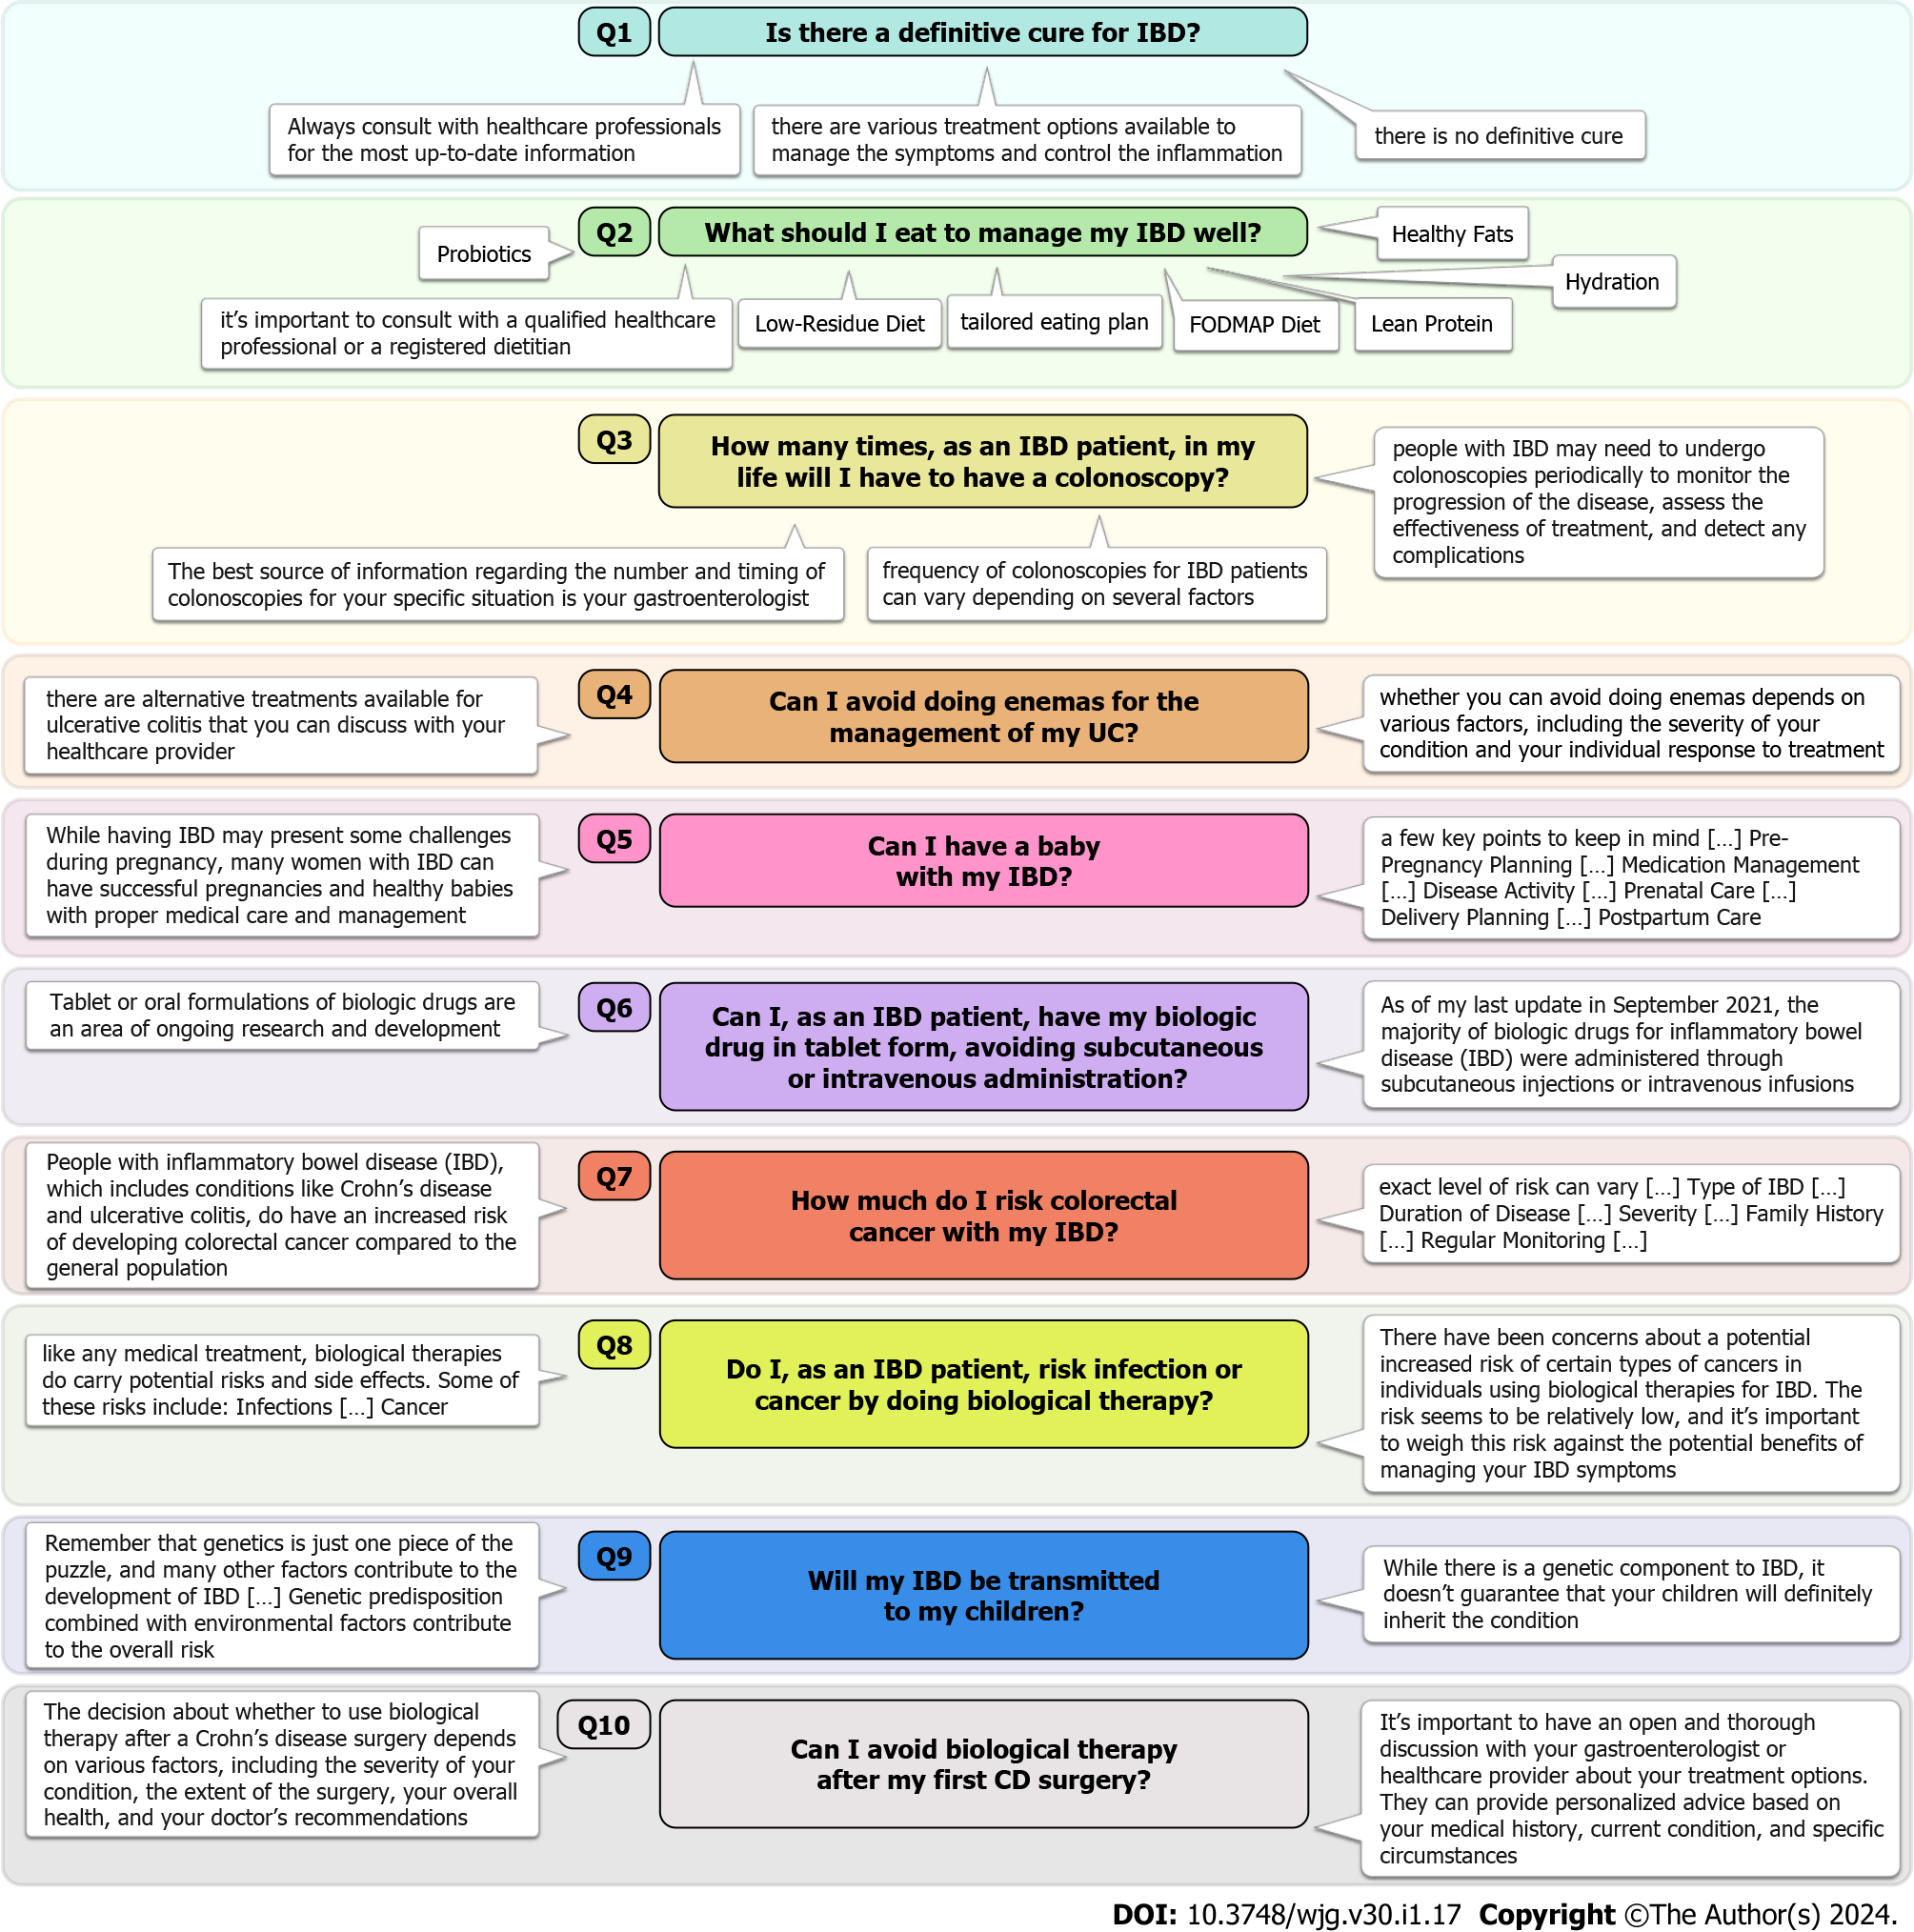 Q1
Is there a definitive cure for IBD?
Always consult with healthcare professionals
for the most up-to-date information
there are various treatment options available to
manage the symptoms and control the inflammation
there is no definitive cure
Q2
What should I eat to manage my IBD well?
Probiotics
Healthy Fats
Hydration
it’s important to consult with a qualified healthcare
professional or a registered dietitian
Low-Residue Diet
tailored eating plan
FODMAP Diet
Lean Protein
Q3
How many times, as an IBD patient, in my
life will I have to have a colonoscopy?
people with IBD may need to undergo
colonoscopies periodically to monitor the
progression of the disease, assess the
effectiveness of treatment, and detect any
complications
The best source of information regarding the number and timing of
colonoscopies for your specific situation is your gastroenterologist
frequency of colonoscopies for IBD patients
can vary depending on several factors
there are alternative treatments available for
ulcerative colitis that you can discuss with your
healthcare provider
Q4
Can I avoid doing enemas for the
management of my UC?
whether you can avoid doing enemas depends on
various factors, including the severity of your
condition and your individual response to treatment
While having IBD may present some challenges
during pregnancy, many women with IBD can
have successful pregnancies and healthy babies
with proper medical care and management
Q5
Can I have a baby
with my IBD?
a few key points to keep in mind […] Pre-
Pregnancy Planning […] Medication Management
[…] Disease Activity […] Prenatal Care […]
Delivery Planning […] Postpartum Care
Tablet or oral formulations of biologic drugs are
an area of ongoing research and development
Q6
Can I, as an IBD patient, have my biologic
drug in tablet form, avoiding subcutaneous
or intravenous administration?
As of my last update in September 2021, the
majority of biologic drugs for inflammatory bowel
disease (IBD) were administered through
subcutaneous injections or intravenous infusions
People with inflammatory bowel disease (IBD),
which includes conditions like Crohn’s disease
and ulcerative colitis, do have an increased risk
of developing colorectal cancer compared to the
general population
Q7
How much do I risk colorectal
cancer with my IBD?
exact level of risk can vary […] Type of IBD […]
Duration of Disease […] Severity […] Family History
[…] Regular Monitoring […]
like any medical treatment, biological therapies
do carry potential risks and side effects. Some of
these risks include: Infections […] Cancer
Q8
Do I, as an IBD patient, risk infection or
cancer by doing biological therapy?
There have been concerns about a potential
increased risk of certain types of cancers in
individuals using biological therapies for IBD. The
risk seems to be relatively low, and it’s important
to weigh this risk against the potential benefits of
managing your IBD symptoms
Remember that genetics is just one piece of the
puzzle, and many other factors contribute to the
development of IBD […] Genetic predisposition
combined with environmental factors contribute
to the overall risk
Q9
Will my IBD be transmitted
to my children?
While there is a genetic component to IBD, it
doesn’t guarantee that your children will definitely
inherit the condition
The decision about whether to use biological
therapy after a Crohn’s disease surgery depends
on various factors, including the severity of your
condition, the extent of the surgery, your overall
health, and your doctor’s recommendations
Q10
Can I avoid biological therapy
after my first CD surgery?
It’s important to have an open and thorough
discussion with your gastroenterologist or
healthcare provider about your treatment options.
They can provide personalized advice based on
your medical history, current condition, and specific
circumstances
DOI: 10.3748/wjg.v30.i1.17 Copyright ©The Author(s) 2024.